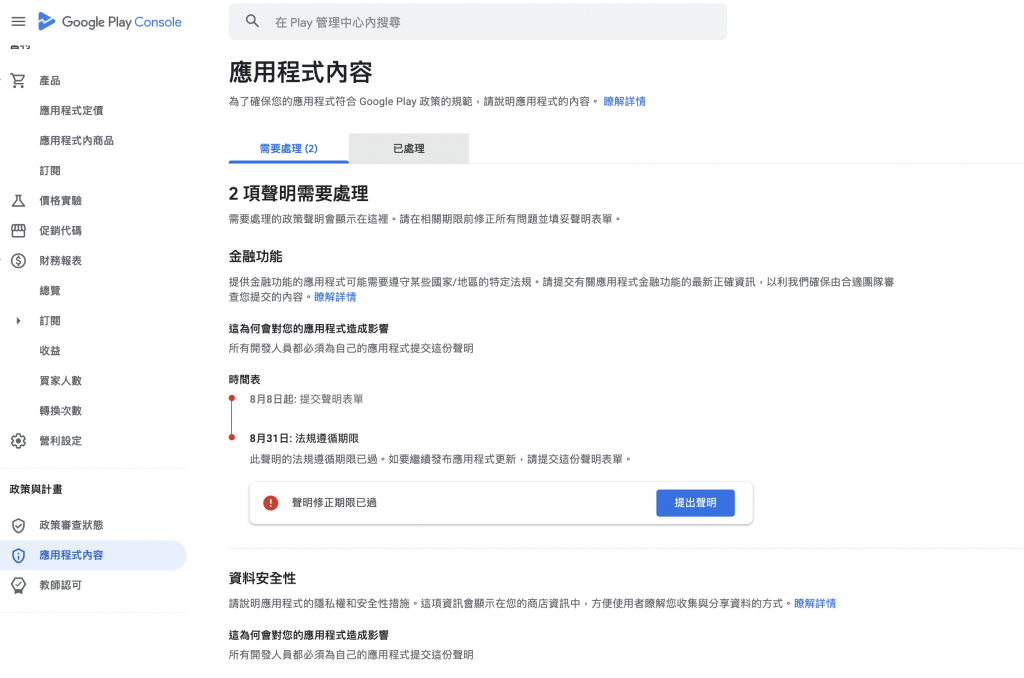 Google Play Console
在 Play 管理中心內搜尋
產品
應用程式定價
應用程式內商品
訂閱
價格實驗
促銷代碼
財務報表
總覽
訂閱
收益
買家人數
轉換次數
營利設定
政策與計畫
政策審查狀態
應用程式內容
教師認可
應用程式內容
為了確保您的應用程式符合 Google Play 政策的規範，請說明應用程式的內容。 瞭解詳情
需要處理 (2)
已處理
2 項聲明需要處理
需要處理的政策聲明會顯示在這裡。請在相關期限前修正所有問題並填妥聲明表單。
金融功能
提供金融功能的應用程式可能需要遵守某些國家/地區的特定法規。請提交有關應用程式金融功能的最新正確資訊，以利我們確保由合適團隊審
查您提交的內容。瞭解詳情
這為何會對您的應用程式造成影響
所有開發人員都必須為自己的應用程式提交這份聲明
時間表
8月8日起: 提交聲明表單
8月31日: 法規遵循期限
此聲明的法規遵循期限已過。如要繼續發布應用程式更新，請提交這份聲明表單。
聲明修正期限已過
提出聲明
資料安全性
請說明應用程式的隱私權和安全性措施。這項資訊會顯示在您的商店資訊中，方便使用者瞭解您收集與分享資料的方式。瞭解詳情
這為何會對您的應用程式造成影響
所有開發人員都必須為自己的應用程式提交這份聲明